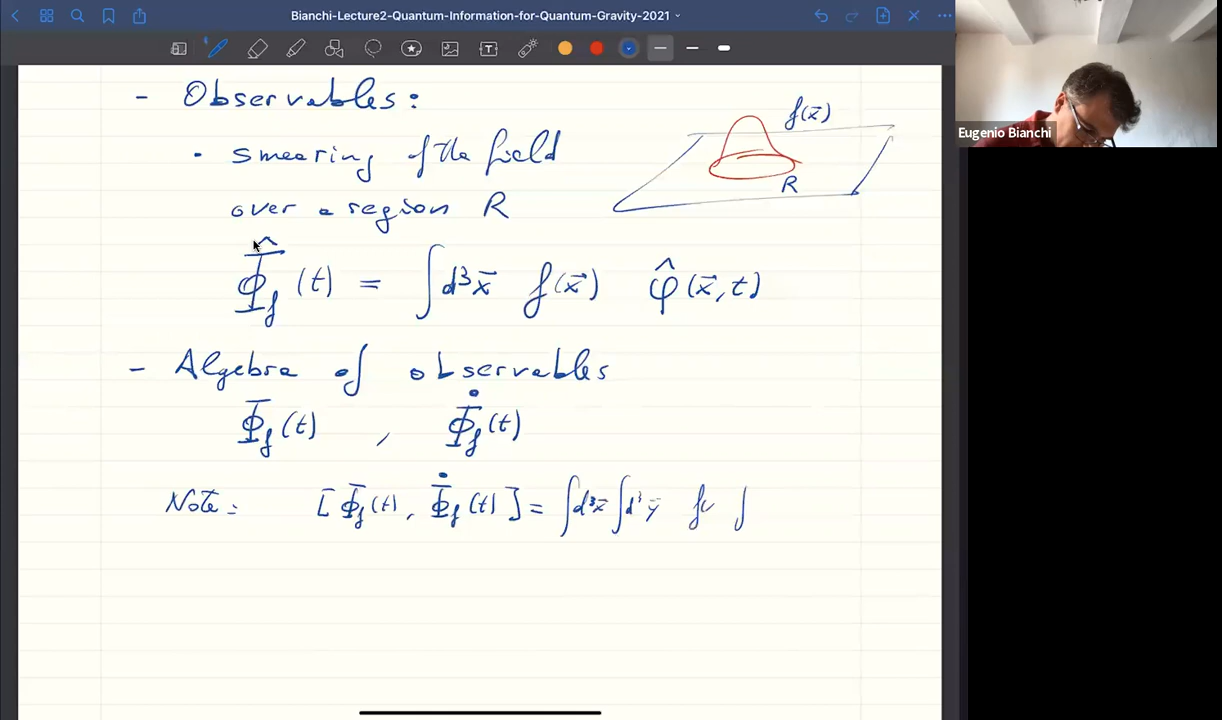 Bianchi-Lecture2-Quantum-Information-for-Quantum-Gravity-2021
Eugenio Bianchi
- Observables:
f(x⃗)
• smearing of the field
R
over a region R
Φ̂_f (t) = ∫d³x⃗ f(x⃗) φ̂(x⃗,t)
- Algebra of observables
Φ_f(t) , Φ̇_f(t)
Note: [Φ_f(t), Φ̇_f(t)] = ∫d³x⃗ ∫d³y⃗